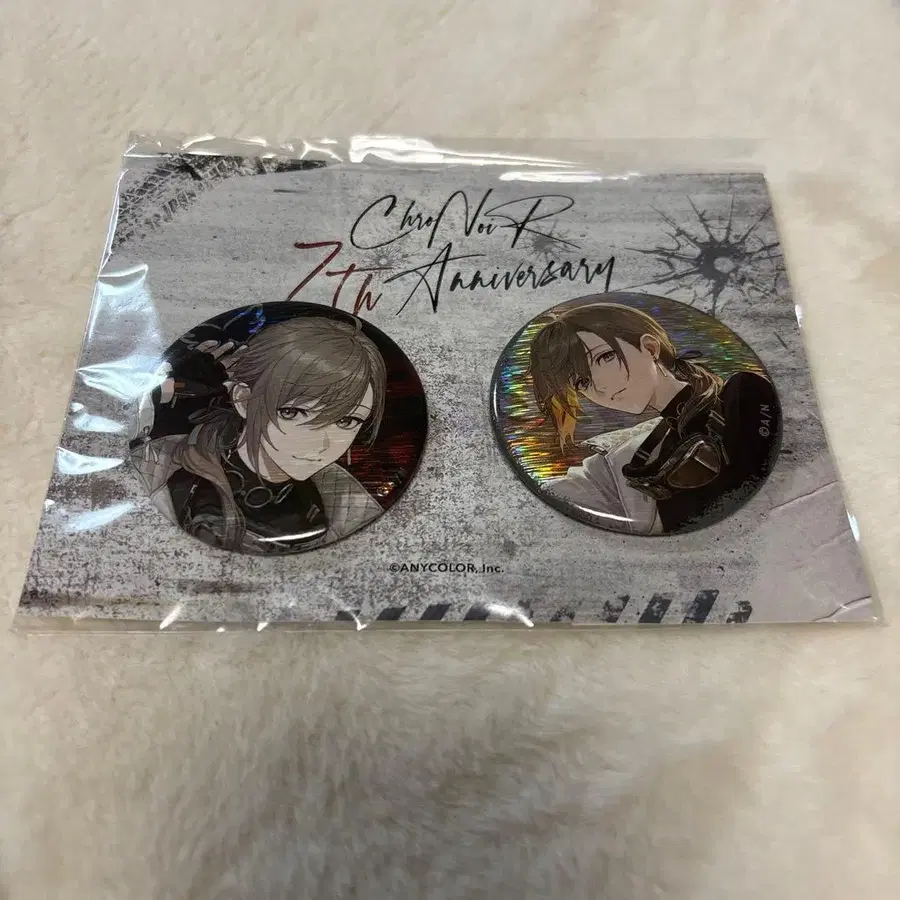 ChroNoiR
7th Anniversary
©A/N
©ANYCOLOR, Inc.